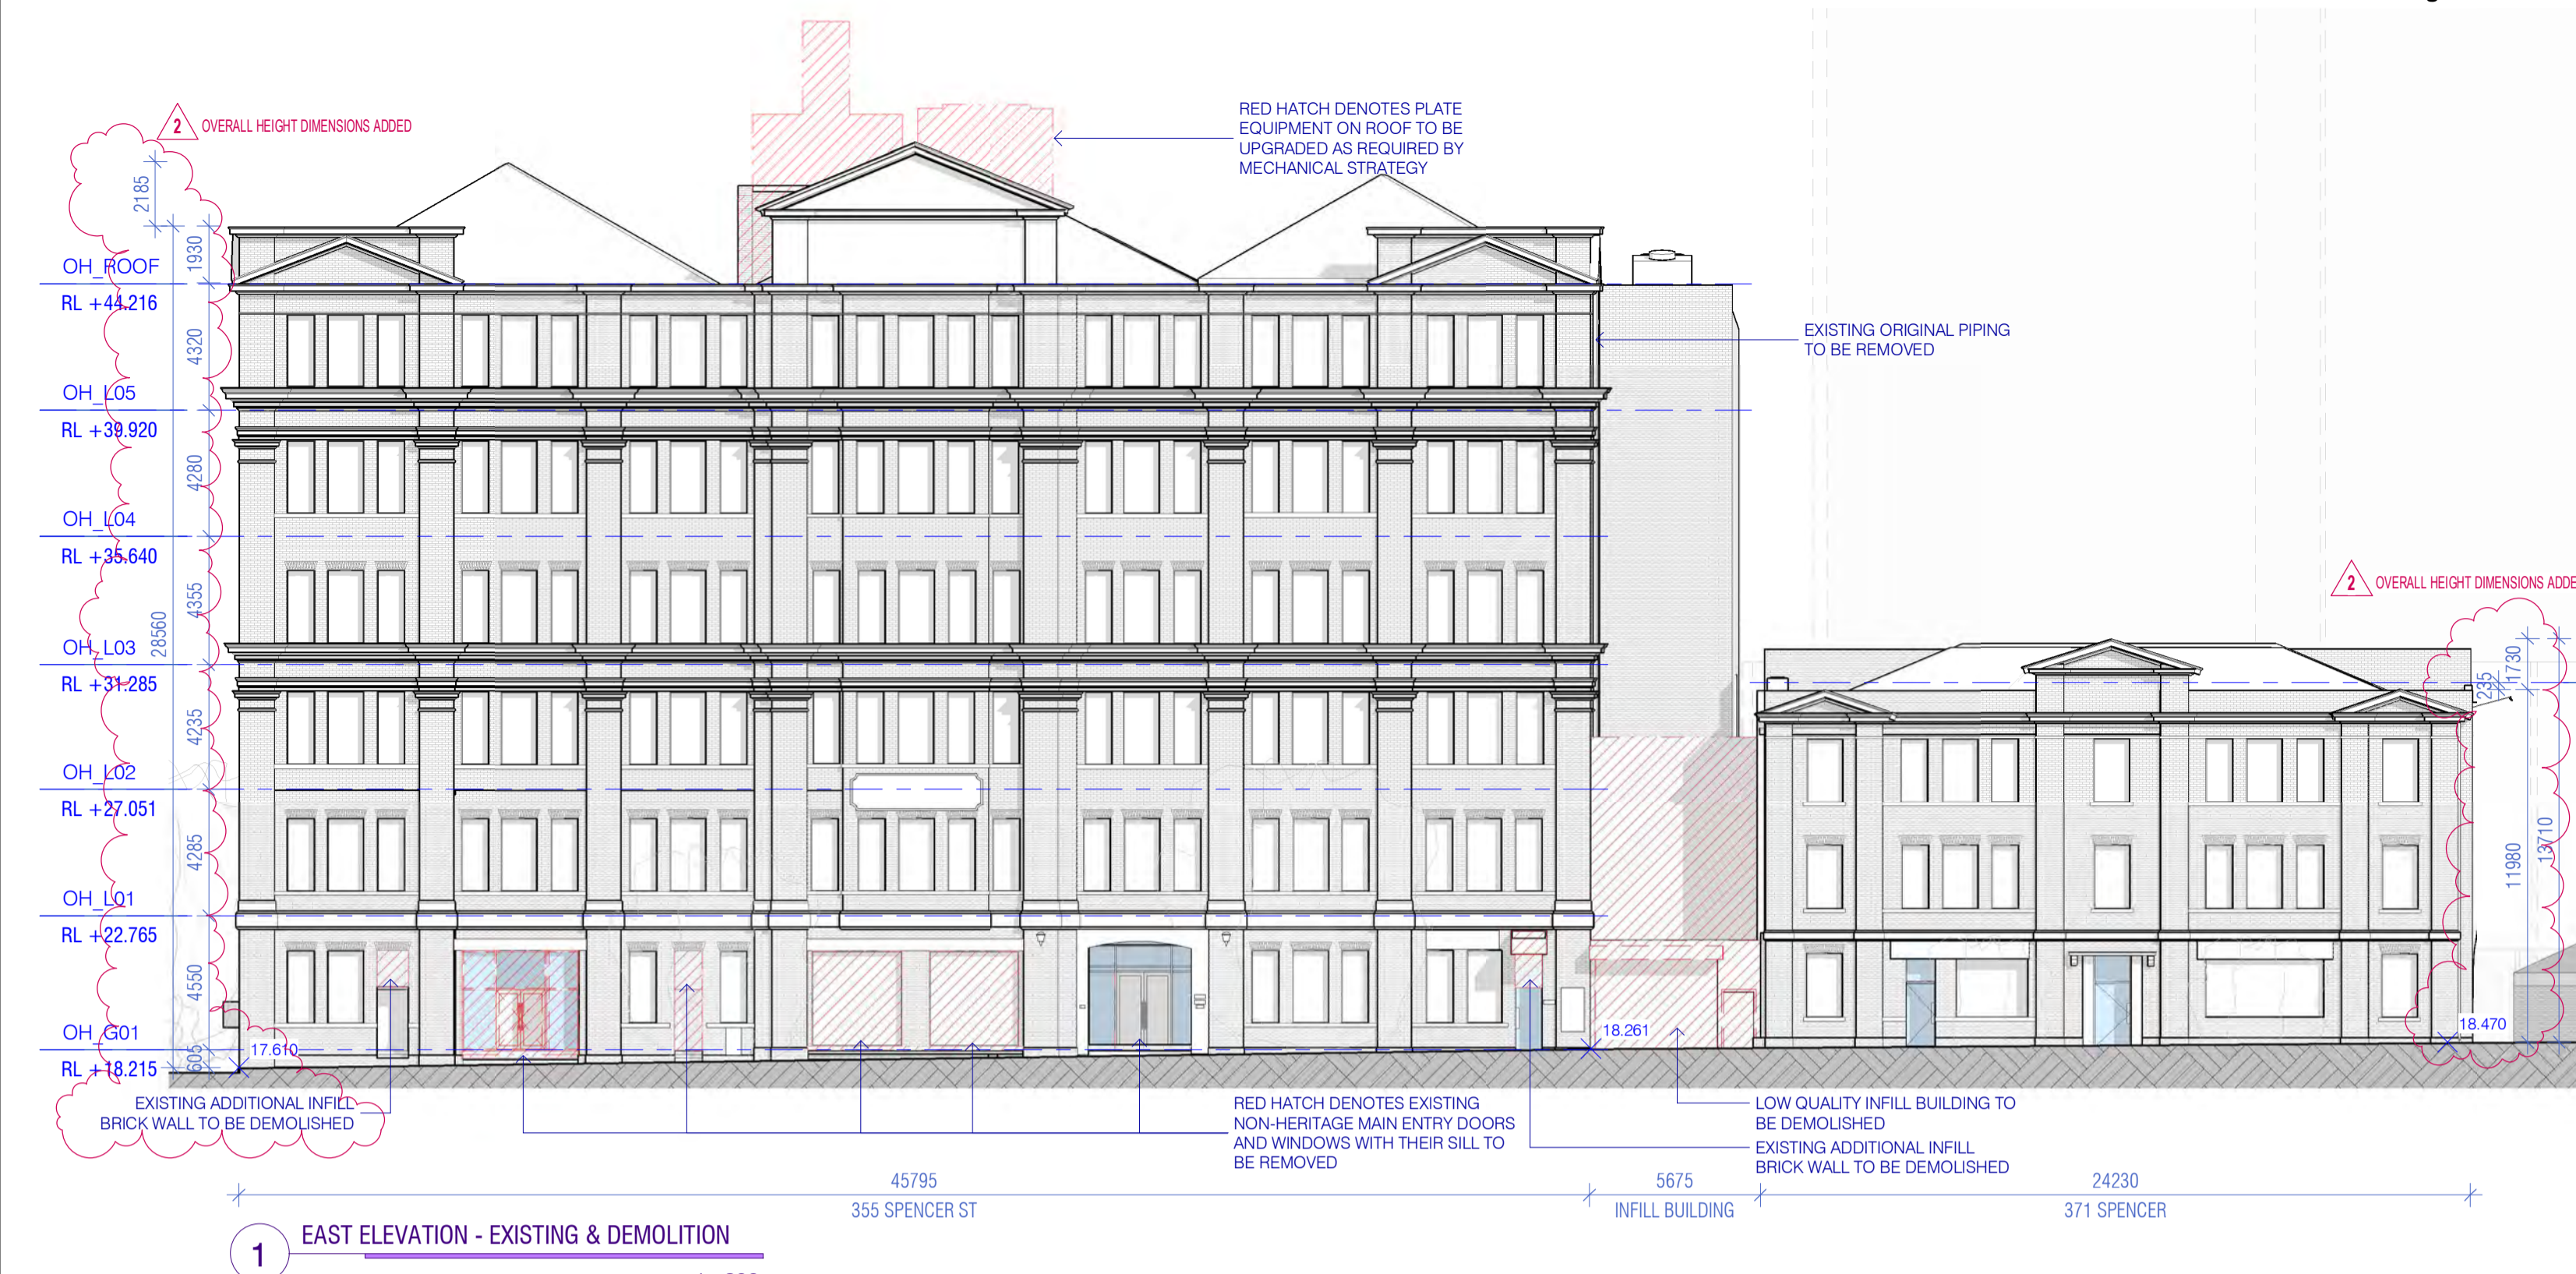 2 OVERALL HEIGHT DIMENSIONS ADDED
RED HATCH DENOTES PLATE
EQUIPMENT ON ROOF TO BE
UPGRADED AS REQUIRED BY
MECHANICAL STRATEGY
2185
1930
OH_ROOF
RL +44.216
4320
EXISTING ORIGINAL PIPING
TO BE REMOVED
OH_L05
RL +39.920
4280
OH_L04
RL +35.640
4355
28560
2 OVERALL HEIGHT DIMENSIONS ADDE
OH_L03
RL +31.285
4235
1730
235
OH_L02
RL +27.051
4285
11980
13710
OH_L01
RL +22.765
4550
OH_G01
RL +18.215
605
17.610
18.261
18.470
EXISTING ADDITIONAL INFILL
BRICK WALL TO BE DEMOLISHED
RED HATCH DENOTES EXISTING
NON-HERITAGE MAIN ENTRY DOORS
AND WINDOWS WITH THEIR SILL TO
BE REMOVED
LOW QUALITY INFILL BUILDING TO
BE DEMOLISHED
EXISTING ADDITIONAL INFILL
BRICK WALL TO BE DEMOLISHED
45795
355 SPENCER ST
5675
INFILL BUILDING
24230
371 SPENCER
1 EAST ELEVATION - EXISTING & DEMOLITION